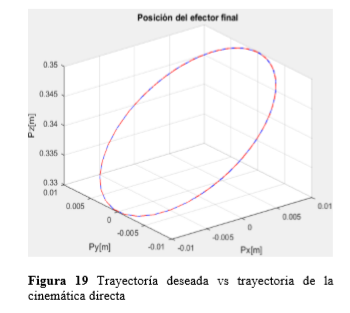 Posición del efector final
0.35
0.345
0.34
0.335
0.33
Pz[m]
0.01
0.005
0
-0.005
-0.01
Py[m]
-0.01
-0.005
0
0.005
0.01
Px[m]
Figura 19 Trayectoría deseada vs trayectoria de la
cinemática directa